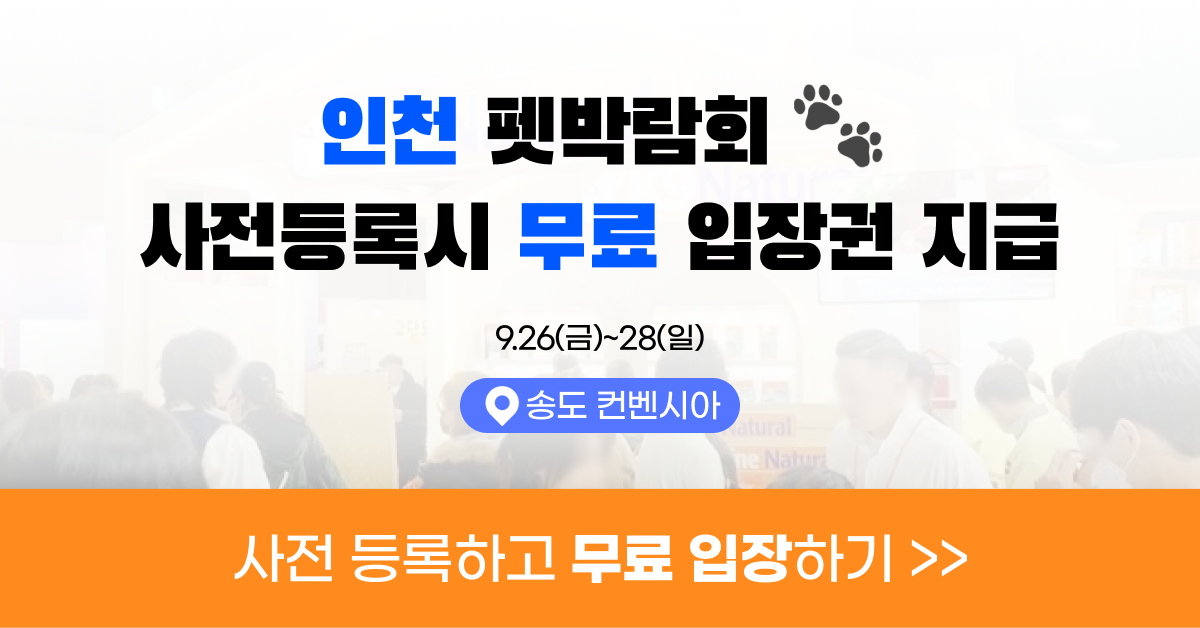 인천 펫박람회
사전등록시 무료 입장권 지급
9.26(금)~28(일)
송도 컨벤시아
Natural
Natural
사전 등록하고 무료 입장하기 >>